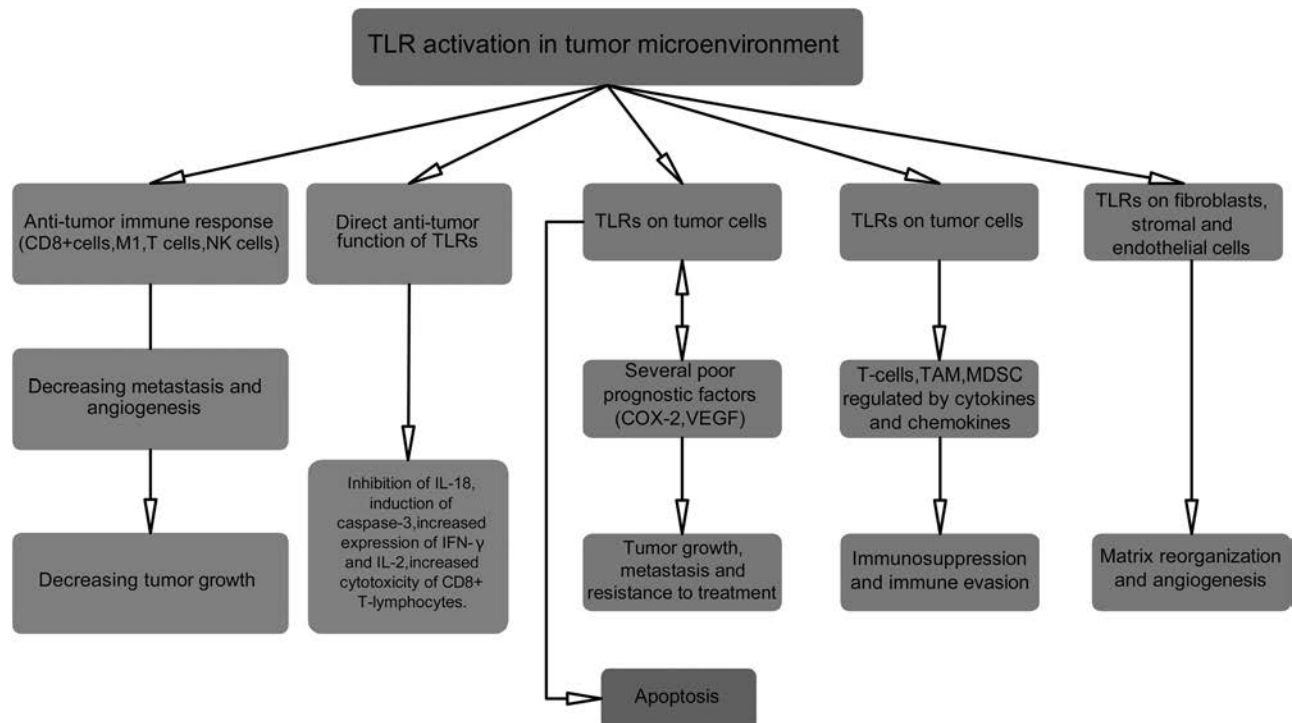 TLR activation in tumor microenvironment
Anti-tumor immune response
(CD8+cells,M1,T cells,NK cells)
Decreasing metastasis and
angiogenesis
Decreasing tumor growth
Direct anti-tumor
function of TLRs
Inhibition of IL-18,
induction of
caspase-3,increased
expression of IFN-γ
and IL-2,increased
cytotoxicity of CD8+
T-lymphocytes.
TLRs on tumor cells
Several poor
prognostic factors
(COX-2,VEGF)
Tumor growth,
metastasis and
resistance to treatment
Apoptosis
TLRs on tumor cells
T-cells,TAM,MDSC
regulated by cytokines
and chemokines
Immunosuppression
and immune evasion
TLRs on fibroblasts,
stromal and
endothelial cells
Matrix reorganization
and angiogenesis